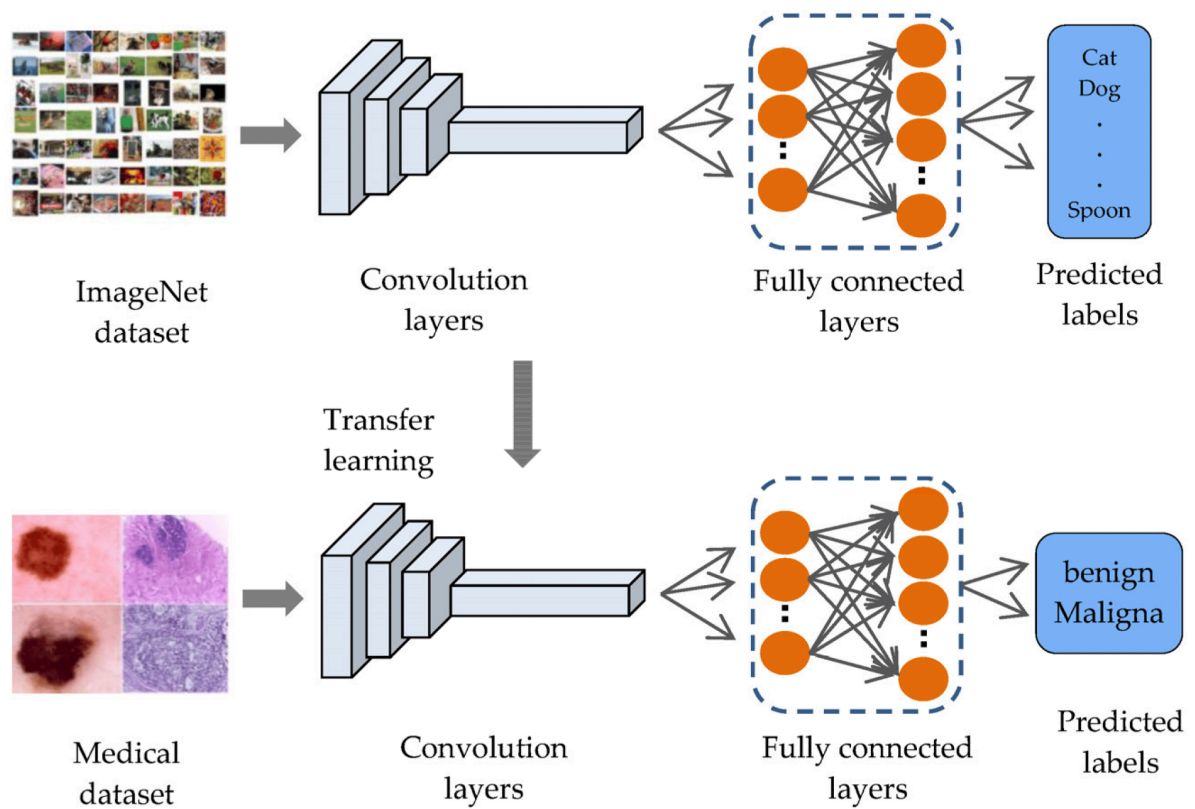 Cat
Dog
.
.
.
Spoon
ImageNet
dataset
Convolution
layers
Fully connected
layers
Predicted
labels
Transfer
learning
benign
Maligna
Medical
dataset
Convolution
layers
Fully connected
layers
Predicted
labels